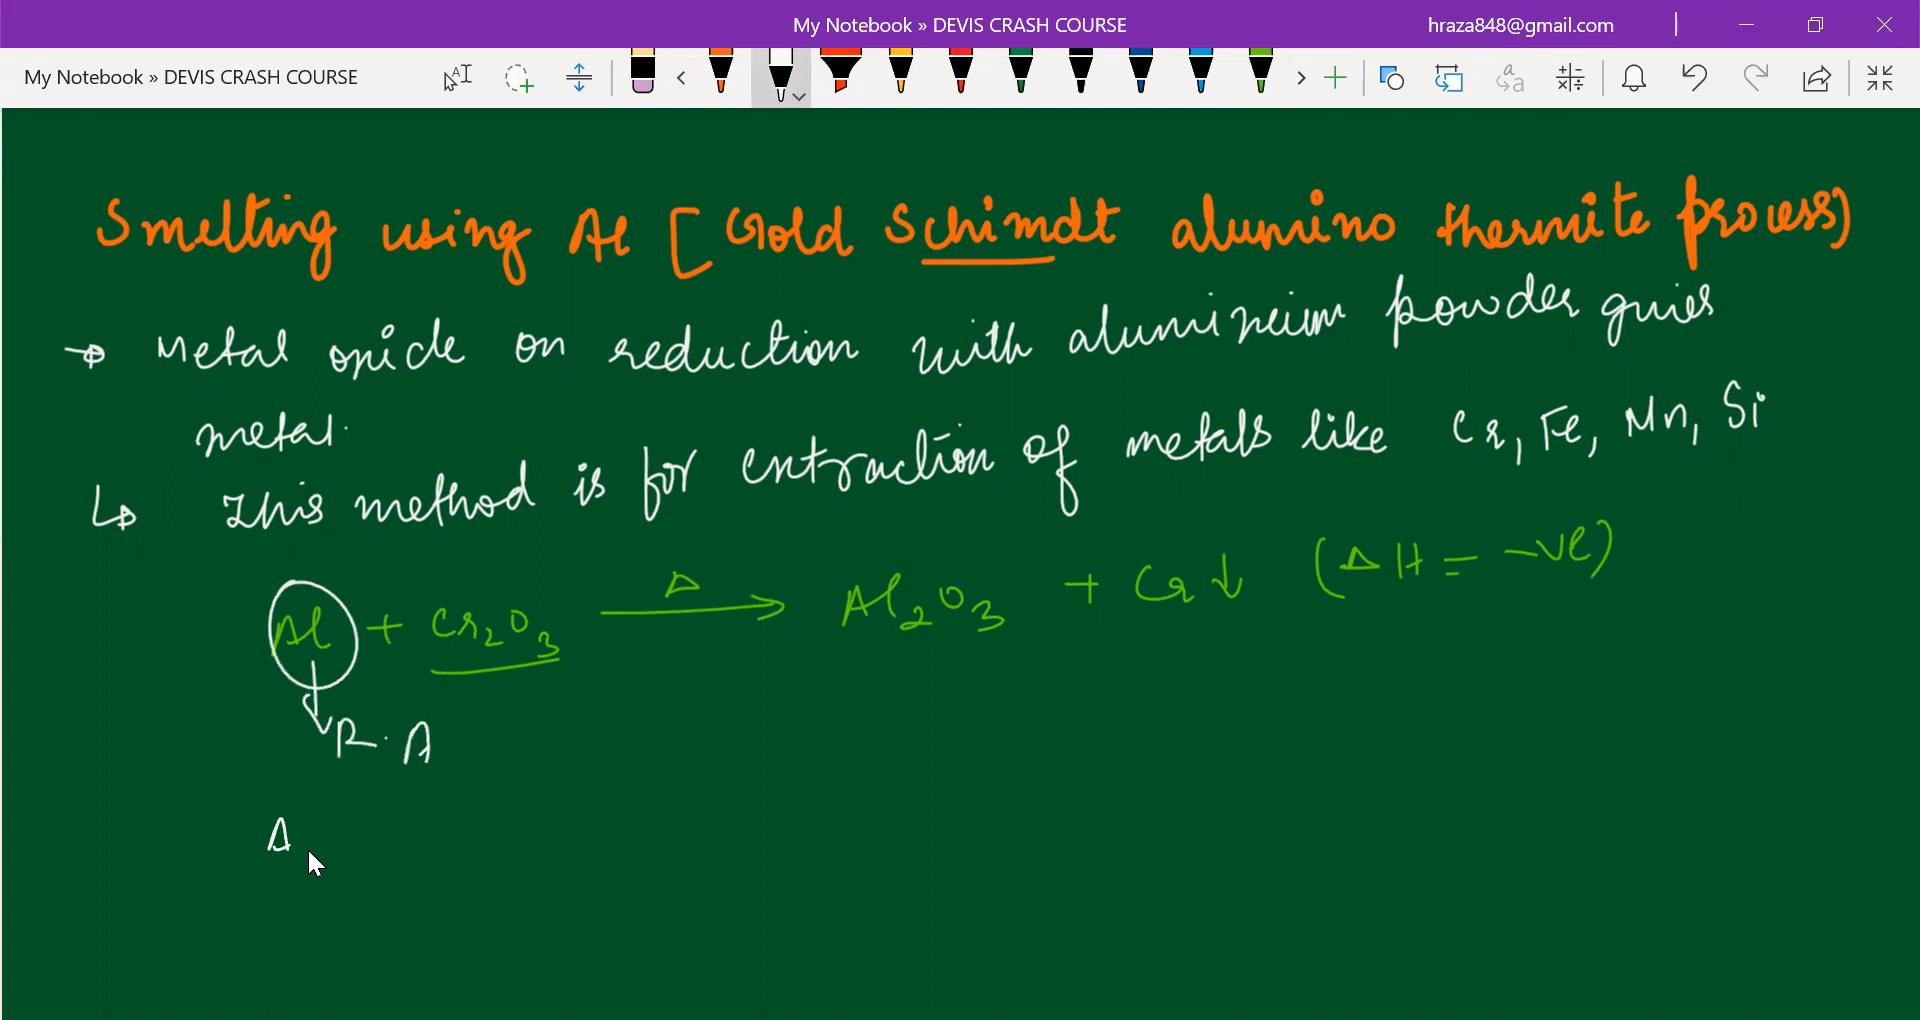 My Notebook » DEVIS CRASH COURSE
hraza848@gmail.com
My Notebook » DEVIS CRASH COURSE
Smelting using Al [Gold Schimdt alumino thermite process)
→ Metal oxide on reduction with aluminium powder gives
metal.
↳ This method is for extraction of metals like Cr, Fe, Mn, Si
Al + Cr₂O₃ —Δ→ Al₂O₃ + Cr↓ (ΔH = -ve)
R. A
A